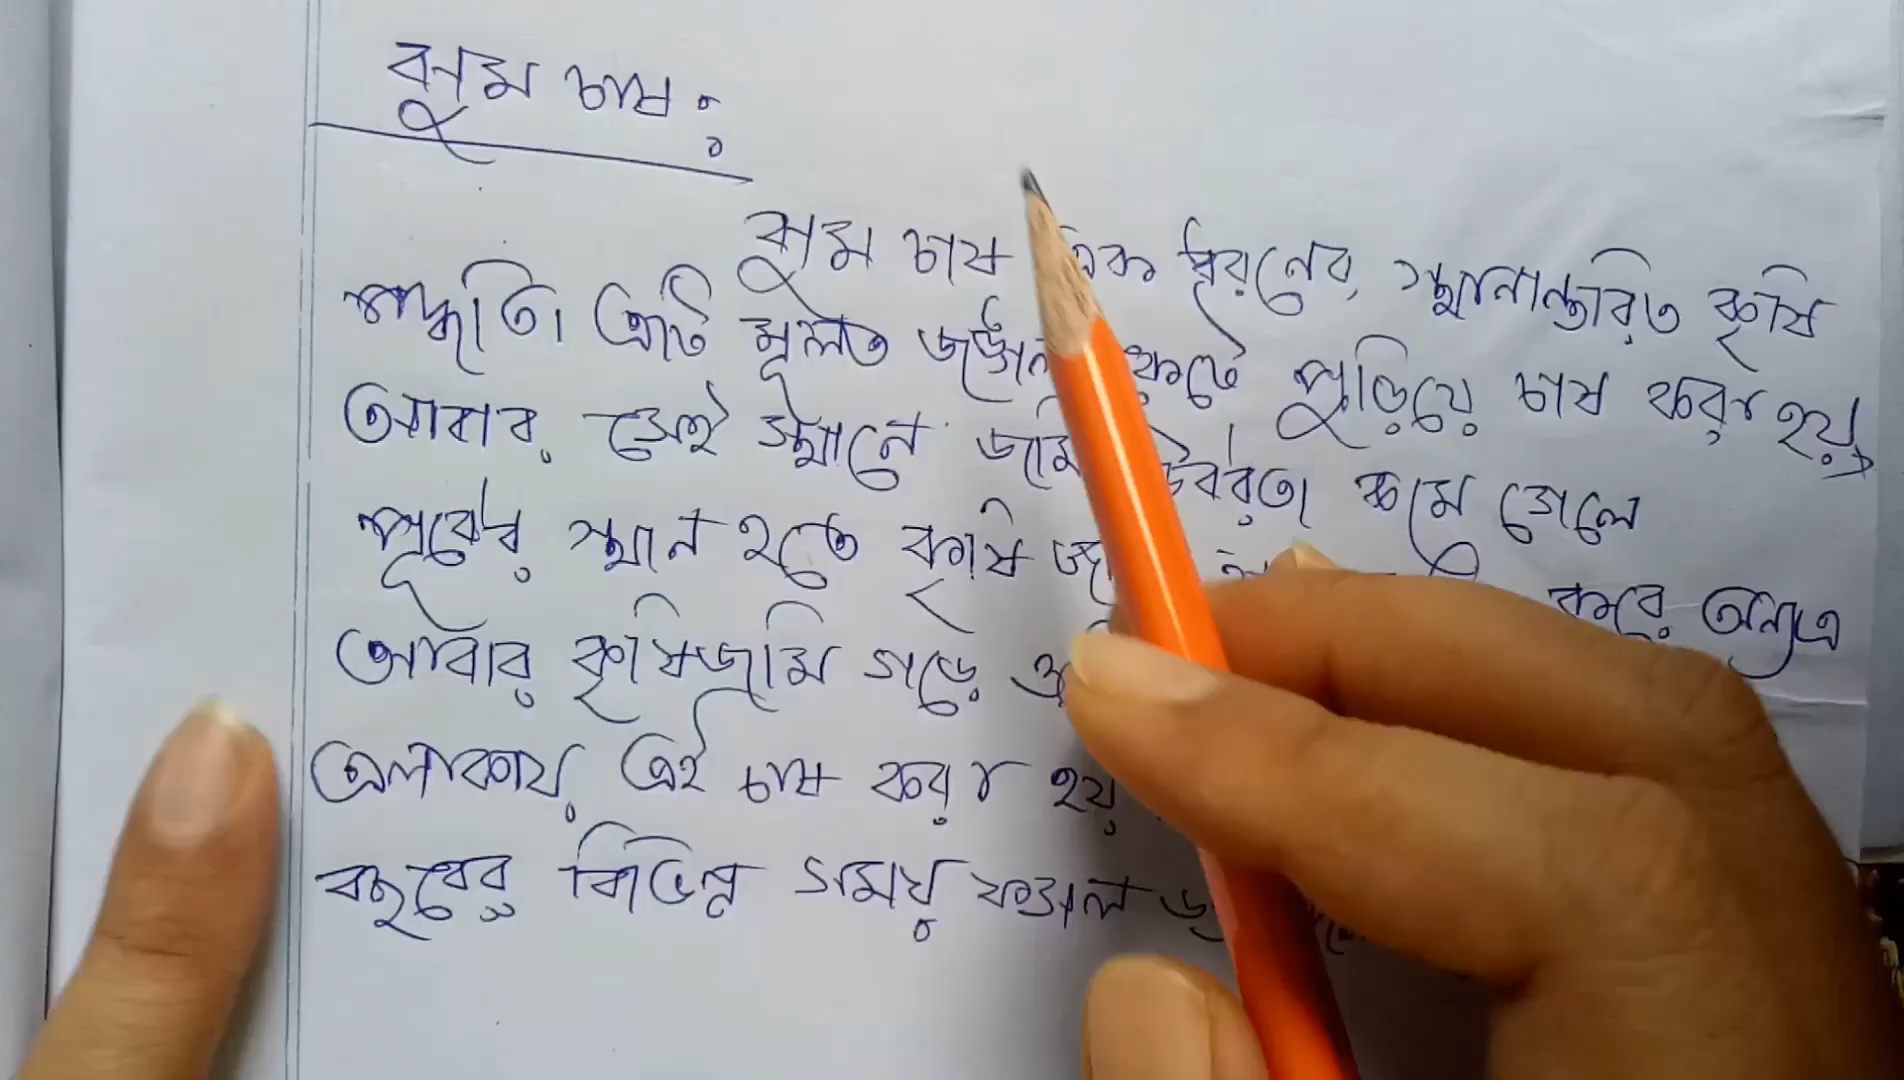 ঝুম চাষ :
ঝুম চাষ এক ধরনের স্থানান্তরিত কৃষি
পদ্ধতি। এটি মূলত জঙ্গল কেটে পুড়িয়ে চাষ করা হয়,
আবার সেই স্থানে জমির উর্বরতা কমে গেলে
পূর্বের স্থান হতে কৃষি করে অন্যত্র
আবার কৃষিজমি গড়ে
এলাকায় এই চাষ করা হয়
বছরের বিভিন্ন সময় ফসল